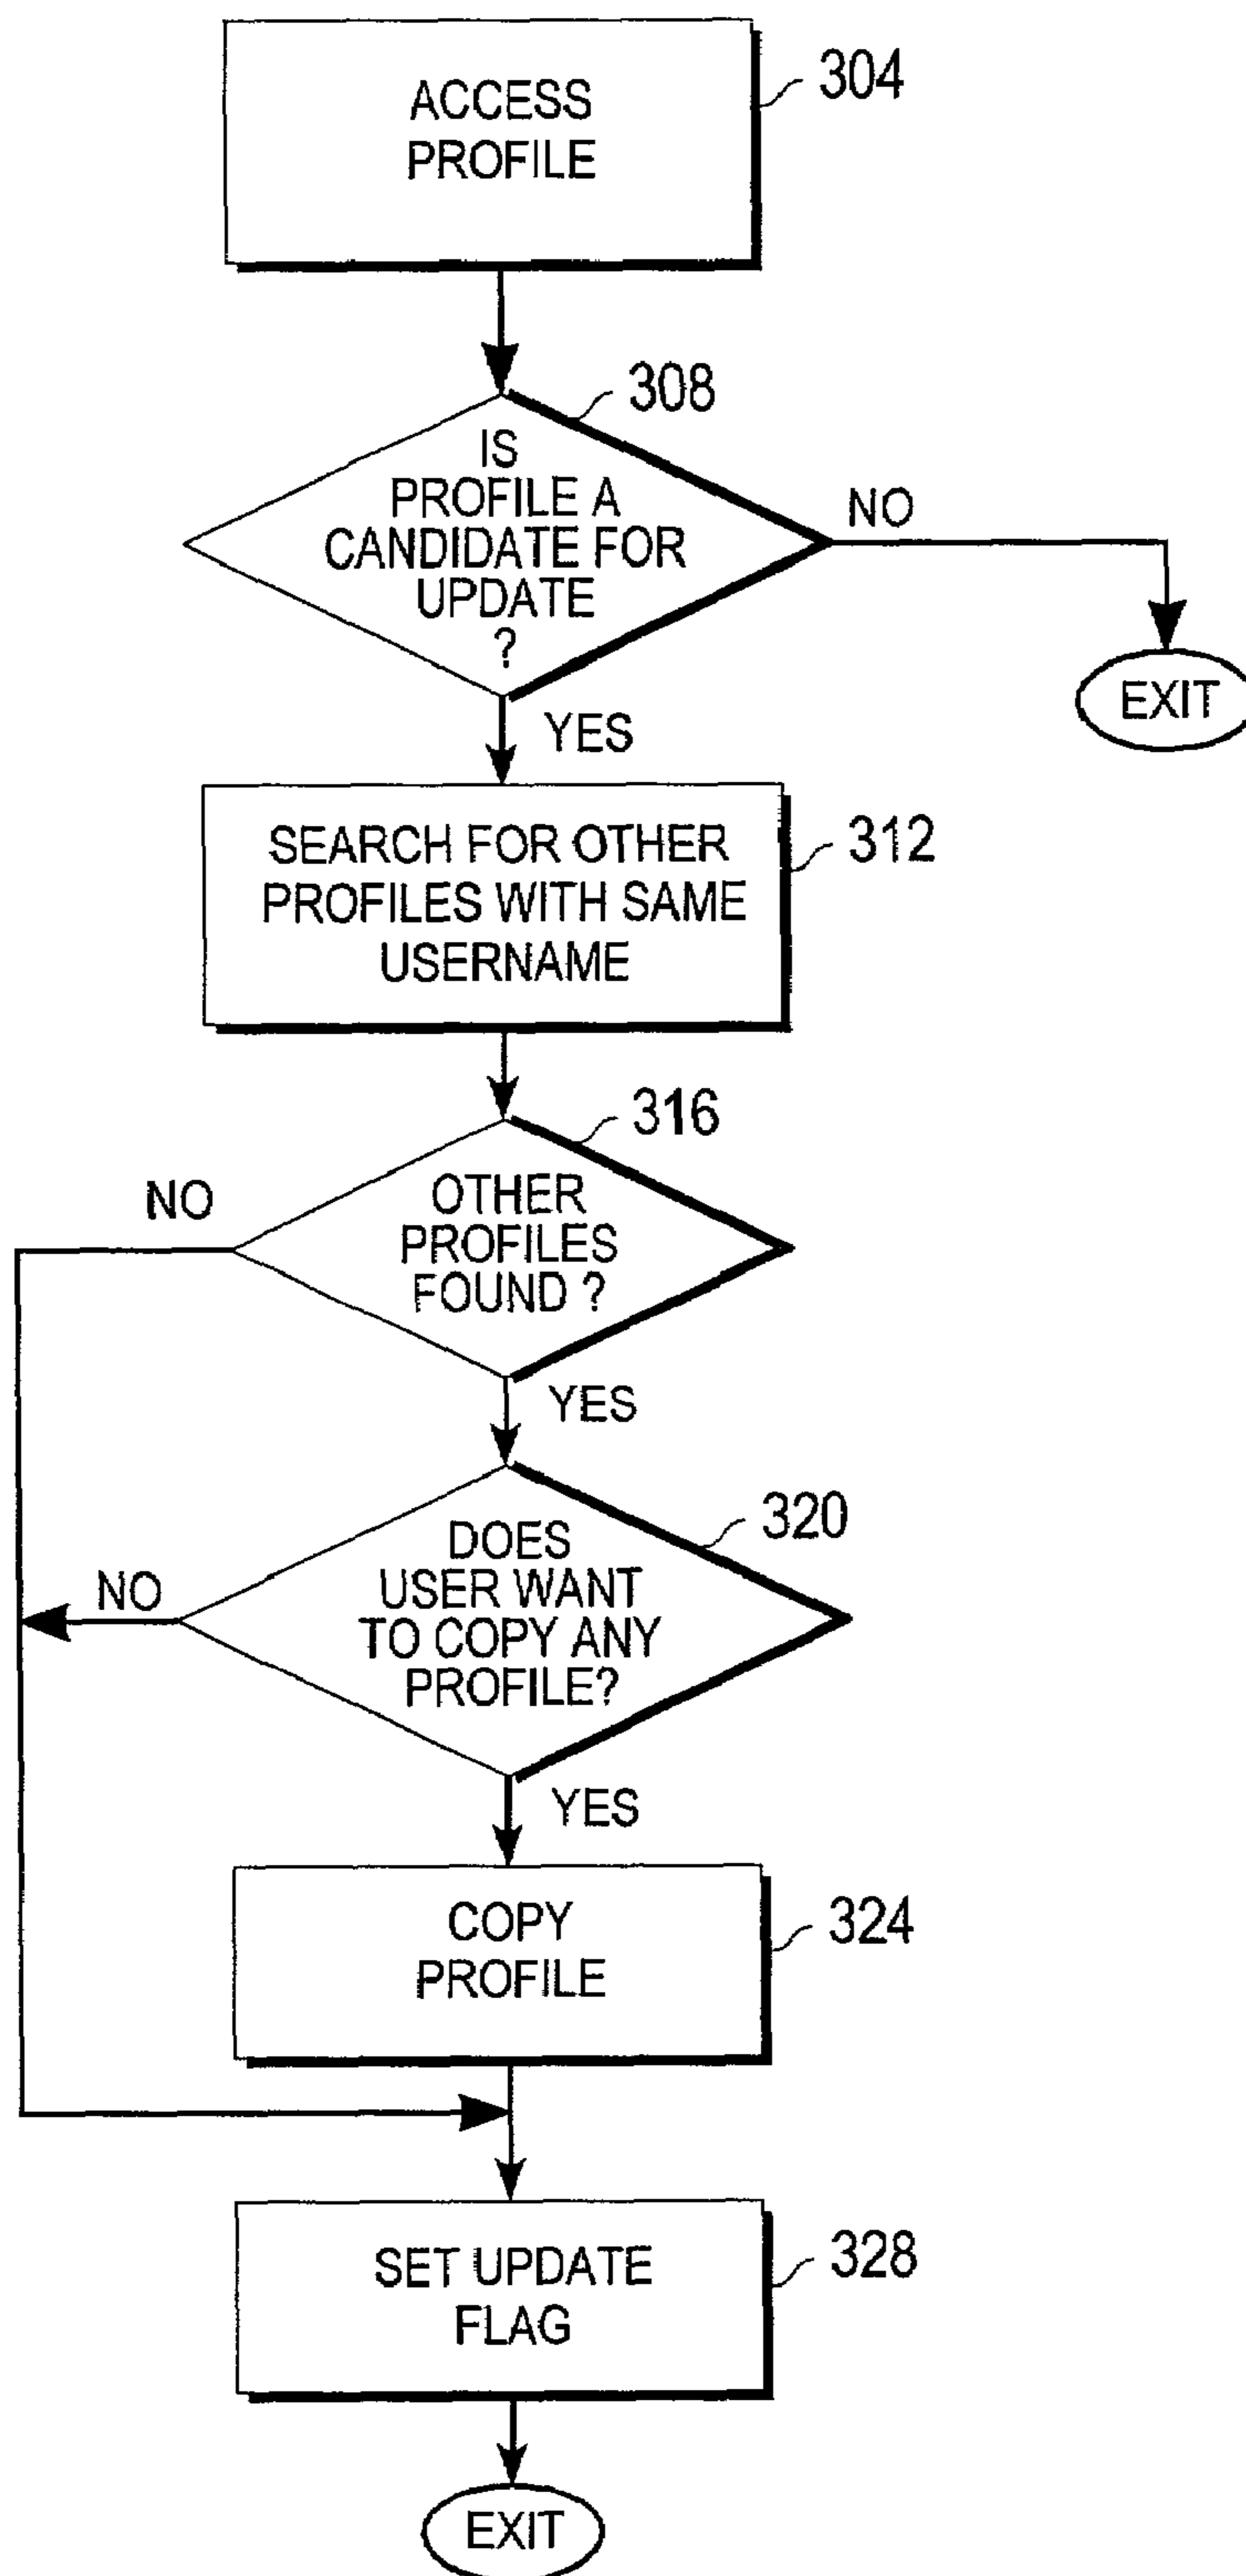 ACCESS
PROFILE
304
308
IS
PROFILE A
CANDIDATE FOR
UPDATE
?
NO
EXIT
YES
SEARCH FOR OTHER
PROFILES WITH SAME
USERNAME
312
316
OTHER
PROFILES
FOUND ?
NO
YES
320
DOES
USER WANT
TO COPY ANY
PROFILE?
NO
YES
COPY
PROFILE
324
SET UPDATE
FLAG
328
EXIT